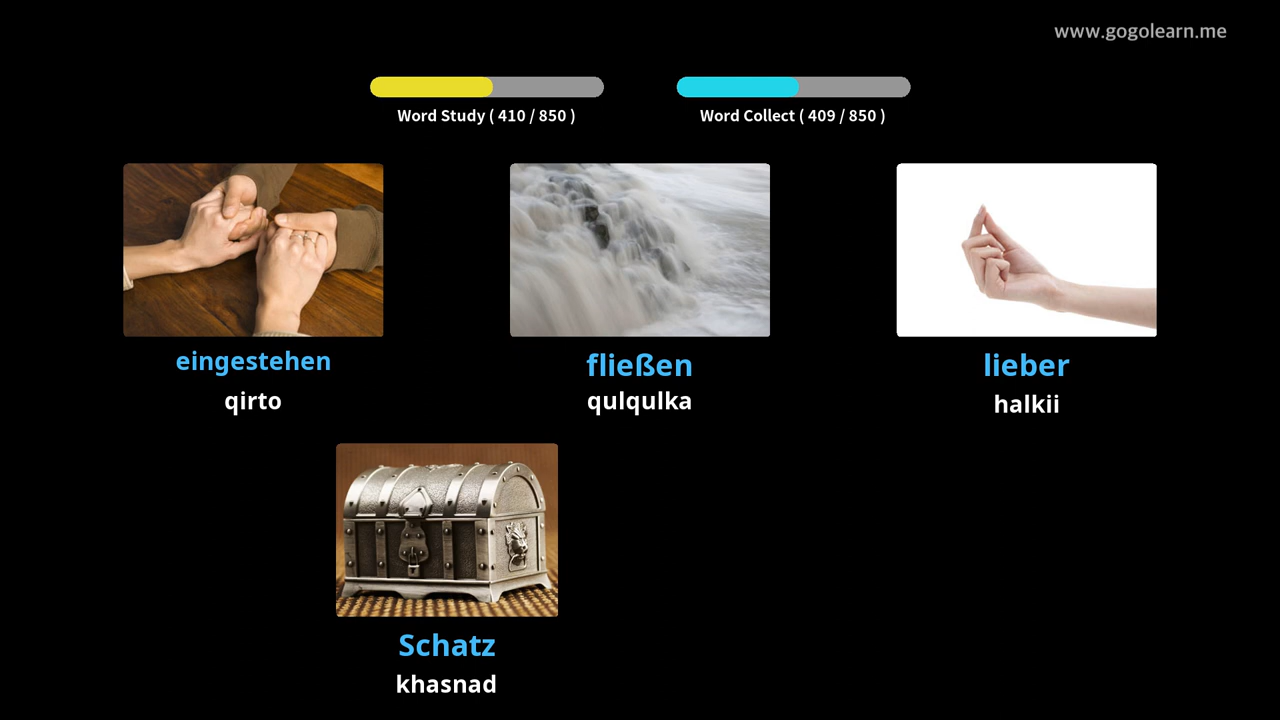 www.gogolearn.me
Word Study ( 410 / 850 )
Word Collect ( 409 / 850 )
eingestehen
qirto
fließen
qulqulka
lieber
halkii
Schatz
khasnad